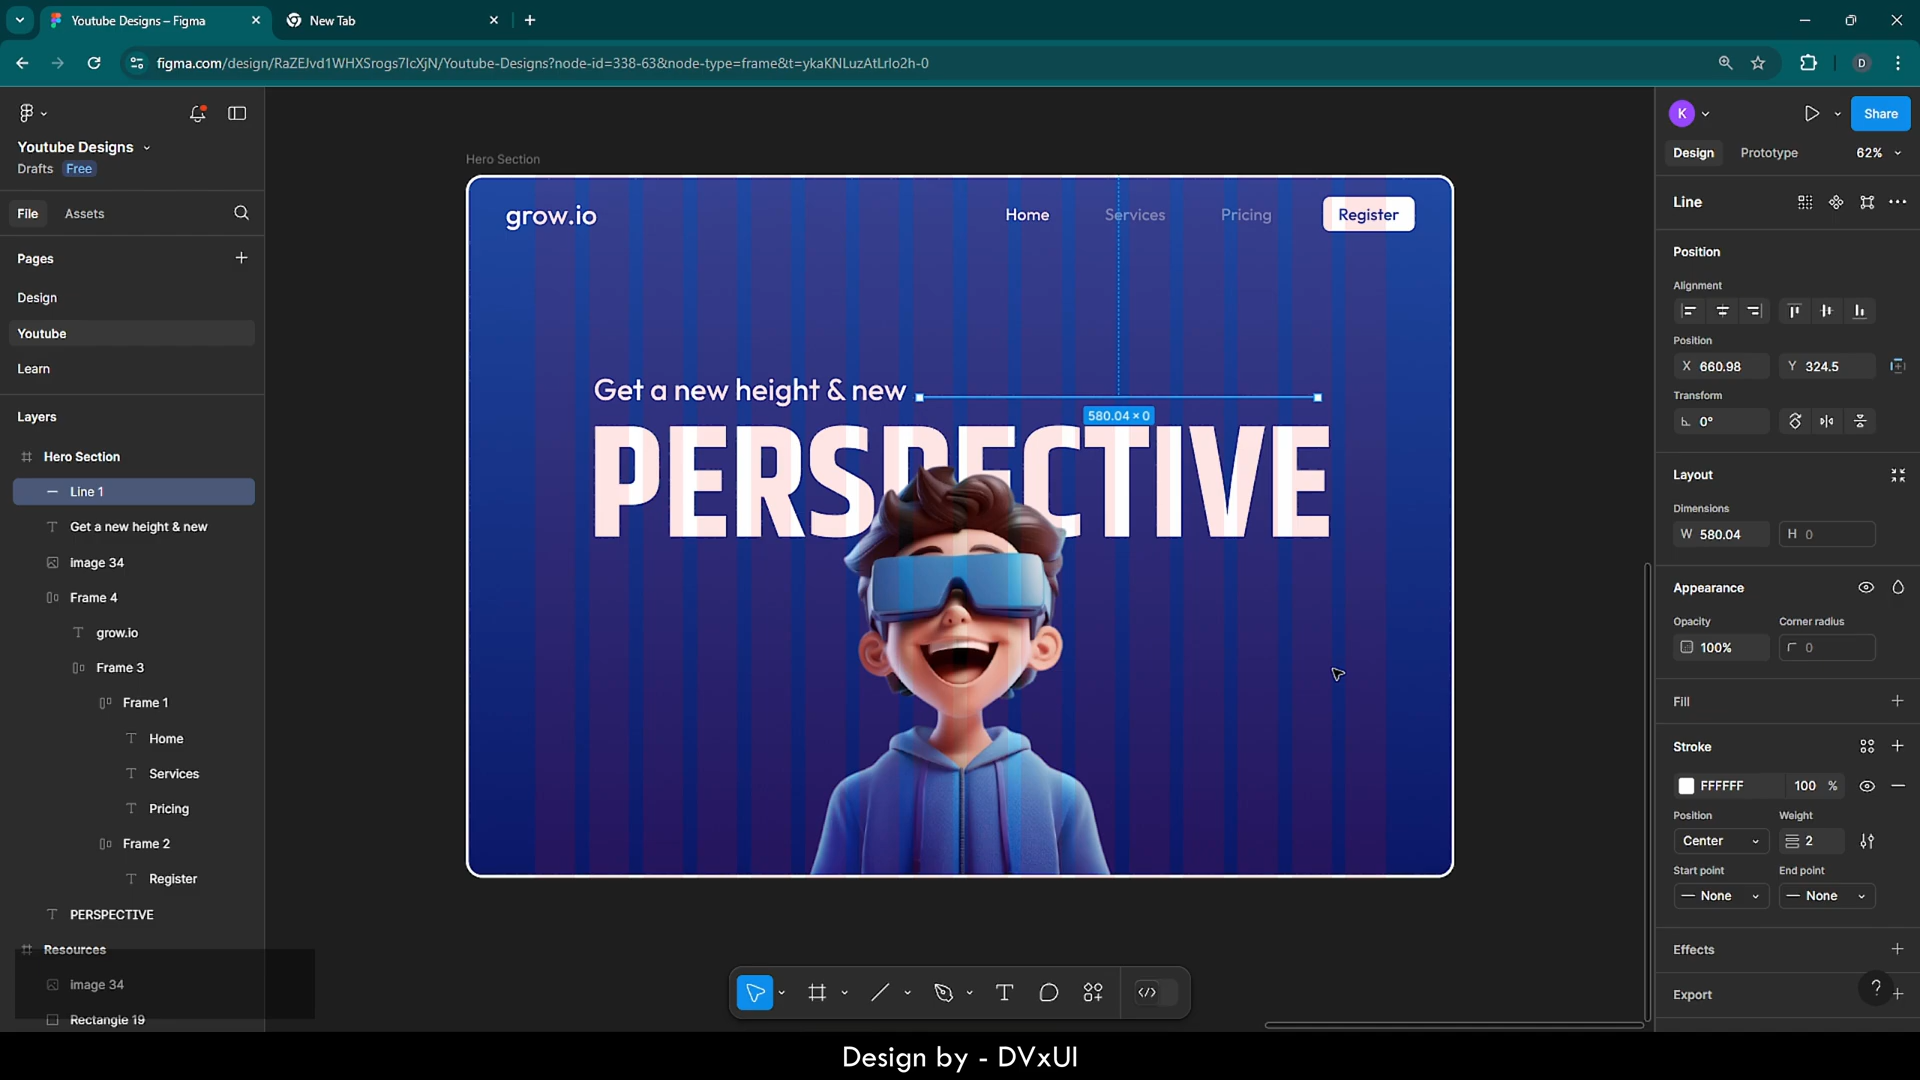 Youtube Designs – Figma
New Tab
figma.com/design/RaZEJvd1WHXSrogs7IcXjN/Youtube-Designs?node-id=338-63&node-type=frame&t=ykaKNLuzAtLrIo2h-0
D
Youtube Designs
Drafts Free
File Assets
Pages
Design
Youtube
Learn
Layers
Hero Section
Line 1
Get a new height & new
image 34
Frame 4
grow.io
Frame 3
Frame 1
Home
Services
Pricing
Frame 2
Register
PERSPECTIVE
Resources
image 34
Rectangle 19
Hero Section
grow.io
Home Services Pricing Register
Get a new height & new
580.04 × 0
PERSPECTIVE
K
Share
Design Prototype 62%
Line
Position
Alignment
Position
X 660.98 Y 324.5
Transform
0°
Layout
Dimensions
W 580.04 H 0
Appearance
Opacity Corner radius
100% 0
Fill
Stroke
FFFFFF 100 %
Position Weight
Center 2
Start point End point
None None
Effects
Export
?
Design by - DVxUI